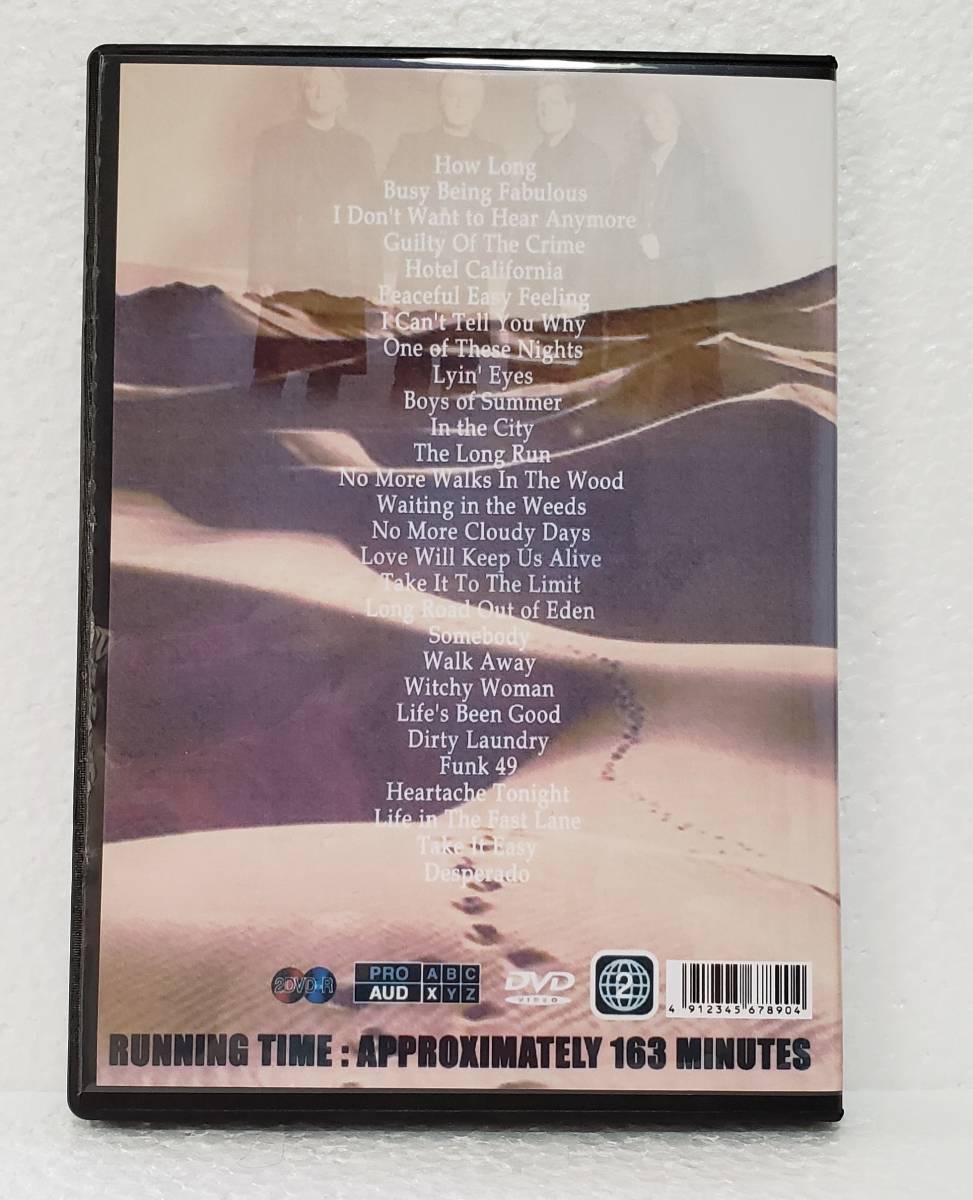 How Long
Busy Being Fabulous
I Don't Want to Hear Anymore
Guilty Of The Crime
Hotel California
Peaceful Easy Feeling
I Can't Tell You Why
One of These Nights
Lyin' Eyes
Boys of Summer
In the City
The Long Run
No More Walks In The Wood
Waiting in the Weeds
No More Cloudy Days
Love Will Keep Us Alive
Take It To The Limit
Long Road Out of Eden
Somebody
Walk Away
Witchy Woman
Life's Been Good
Dirty Laundry
Funk 49
Heartache Tonight
Life in The Fast Lane
Take It Easy
Desperado
2DVD-R
PRO A B C
AUD X Y Z
DVD
VIDEO
2
4 912345 678904
RUNNING TIME : APPROXIMATELY 163 MINUTES